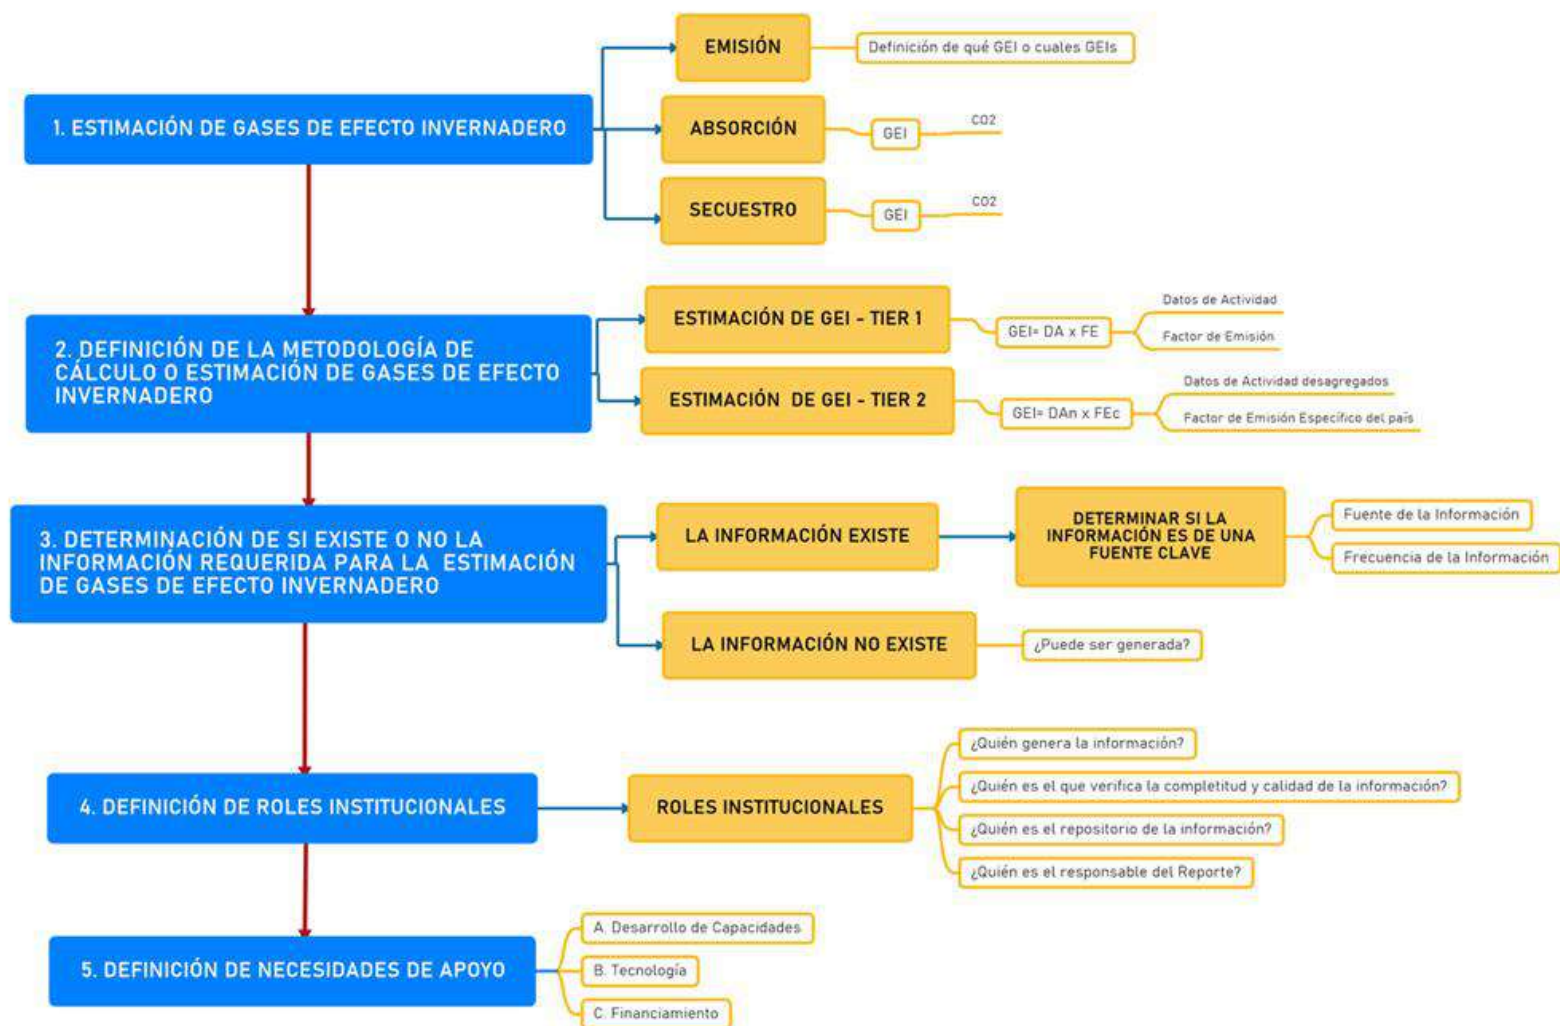 1. ESTIMACIÓN DE GASES DE EFECTO INVERNADERO
EMISIÓN
Definición de qué GEI o cuales GEIs
ABSORCIÓN
GEI
CO2
SECUESTRO
GEI
CO2
2. DEFINICIÓN DE LA METODOLOGÍA DE
CÁLCULO O ESTIMACIÓN DE GASES DE EFECTO
INVERNADERO
ESTIMACIÓN DE GEI - TIER 1
GEI= DA x FE
Datos de Actividad
Factor de Emisión
ESTIMACIÓN DE GEI - TIER 2
GEI= DAn x FEc
Datos de Actividad desagregados
Factor de Emisión Específico del país
3. DETERMINACIÓN DE SI EXISTE O NO LA
INFORMACIÓN REQUERIDA PARA LA ESTIMACIÓN
DE GASES DE EFECTO INVERNADERO
LA INFORMACIÓN EXISTE
DETERMINAR SI LA
INFORMACIÓN ES DE UNA
FUENTE CLAVE
Fuente de la Información
Frecuencia de la Información
LA INFORMACIÓN NO EXISTE
¿Puede ser generada?
4. DEFINICIÓN DE ROLES INSTITUCIONALES
ROLES INSTITUCIONALES
¿Quién genera la información?
¿Quién es el que verifica la completitud y calidad de la información?
¿Quién es el repositorio de la información?
¿Quién es el responsable del Reporte?
5. DEFINICIÓN DE NECESIDADES DE APOYO
A. Desarrollo de Capacidades
B. Tecnología
C. Financiamiento